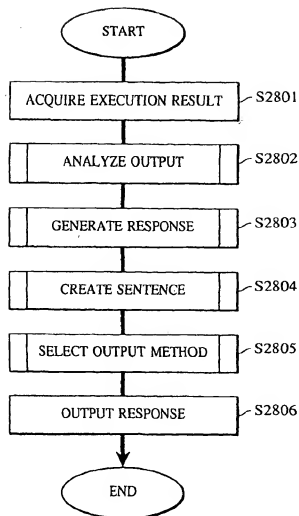 START
ACQUIRE EXECUTION RESULT S2801
ANALYZE OUTPUT S2802
GENERATE RESPONSE S2803
CREATE SENTENCE S2804
SELECT OUTPUT METHOD S2805
OUTPUT RESPONSE S2806
END